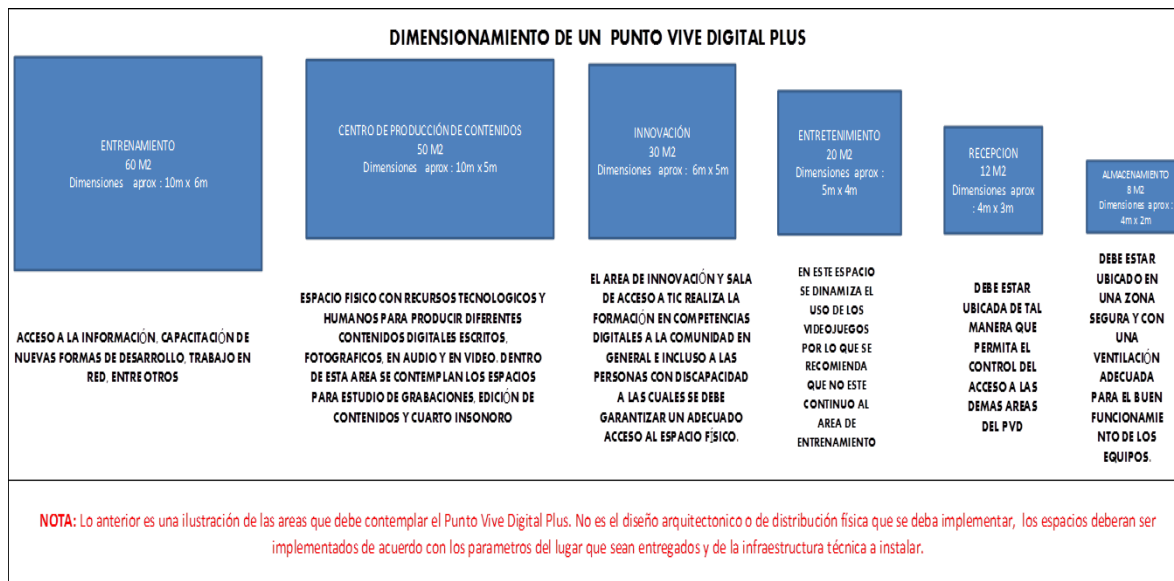 DIMENSIONAMIENTO DE UN PUNTO VIVE DIGITAL PLUS
ENTRENAMIENTO
60 M2
Dimensiones aprox : 10m x 6m
ACCESO A LA INFORMACIÓN, CAPACITACIÓN DE
NUEVAS FORMAS DE DESARROLLO, TRABAJO EN
RED, ENTRE OTROS
CENTRO DE PRODUCCIÓN DE CONTENIDOS
50 M2
Dimensiones aprox : 10m x 5m
ESPACIO FISICO CON RECURSOS TECNOLOGICOS Y
HUMANOS PARA PRODUCIR DIFERENTES
CONTENIDOS DIGITALES ESCRITOS,
FOTOGRAFICOS, EN AUDIO Y EN VIDEO. DENTRO
DE ESTA AREA SE CONTEMPLAN LOS ESPACIOS
PARA ESTUDIO DE GRABACIONES, EDICIÓN DE
CONTENIDOS Y CUARTO INSONORO
INNOVACIÓN
30 M2
Dimensiones aprox : 6m x 5m
EL AREA DE INNOVACIÓN Y SALA
DE ACCESO A TIC REALIZA LA
FORMACIÓN EN COMPETENCIAS
DIGITALES A LA COMUNIDAD EN
GENERAL E INCLUSO A LAS
PERSONAS CON DISCAPACIDAD
A LAS CUALES SE DEBE
GARANTIZAR UN ADECUADO
ACCESO AL ESPACIO FÍSICO.
ENTRETENIMIENTO
20 M2
Dimensiones aprox :
5m x 4m
EN ESTE ESPACIO
SE DINAMIZA EL
USO DE LOS
VIDEOJUEGOS
POR LO QUE SE
RECOMIENDA
QUE NO ESTE
CONTINUO AL
AREA DE
ENTRENAMIENTO
RECEPCION
12 M2
Dimensiones aprox
: 4m x 3m
DEBE ESTAR
UBICADA DE TAL
MANERA QUE
PERMITA EL
CONTROL DEL
ACCESO A LAS
DEMAS AREAS
DEL PVD
ALMACENAMIENTO
8 M2
Dimensiones aprox :
4m x 2m
DEBE ESTAR
UBICADO EN
UNA ZONA
SEGURA Y CON
UNA
VENTILACIÓN
ADECUADA
PARA EL BUEN
FUNCIONAMIE
NTO DE LOS
EQUIPOS.
NOTA: Lo anterior es una ilustración de las areas que debe contemplar el Punto Vive Digital Plus. No es el diseño arquitectonico o de distribución física que se deba implementar, los espacios deberan ser
implementados de acuerdo con los parametros del lugar que sean entregados y de la infraestructura técnica a instalar.